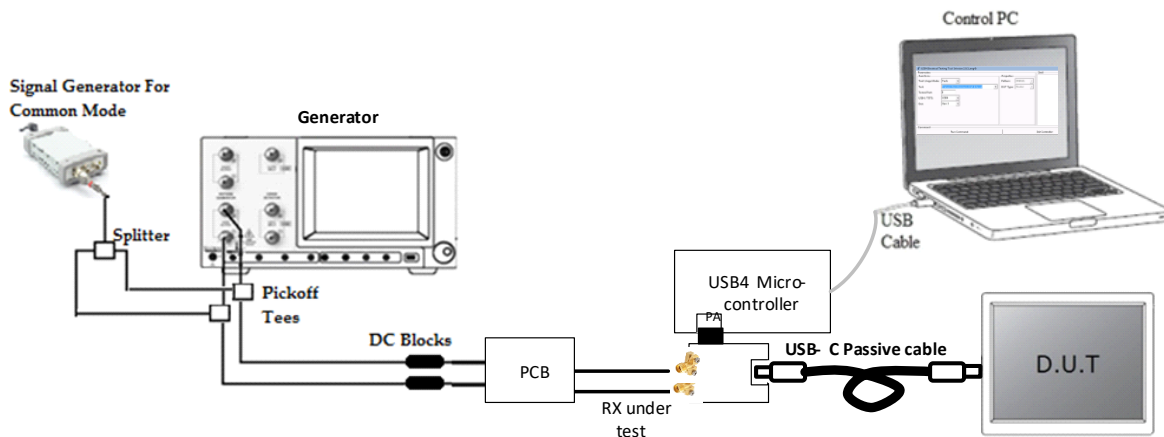 Control PC
Signal Generator For
Common Mode
Generator
Splitter
USB
Cable
USB4 Micro-
controller
Pickoff
Tees
PA
DC Blocks
USB- C Passive cable
PCB
D.U.T
RX under
test